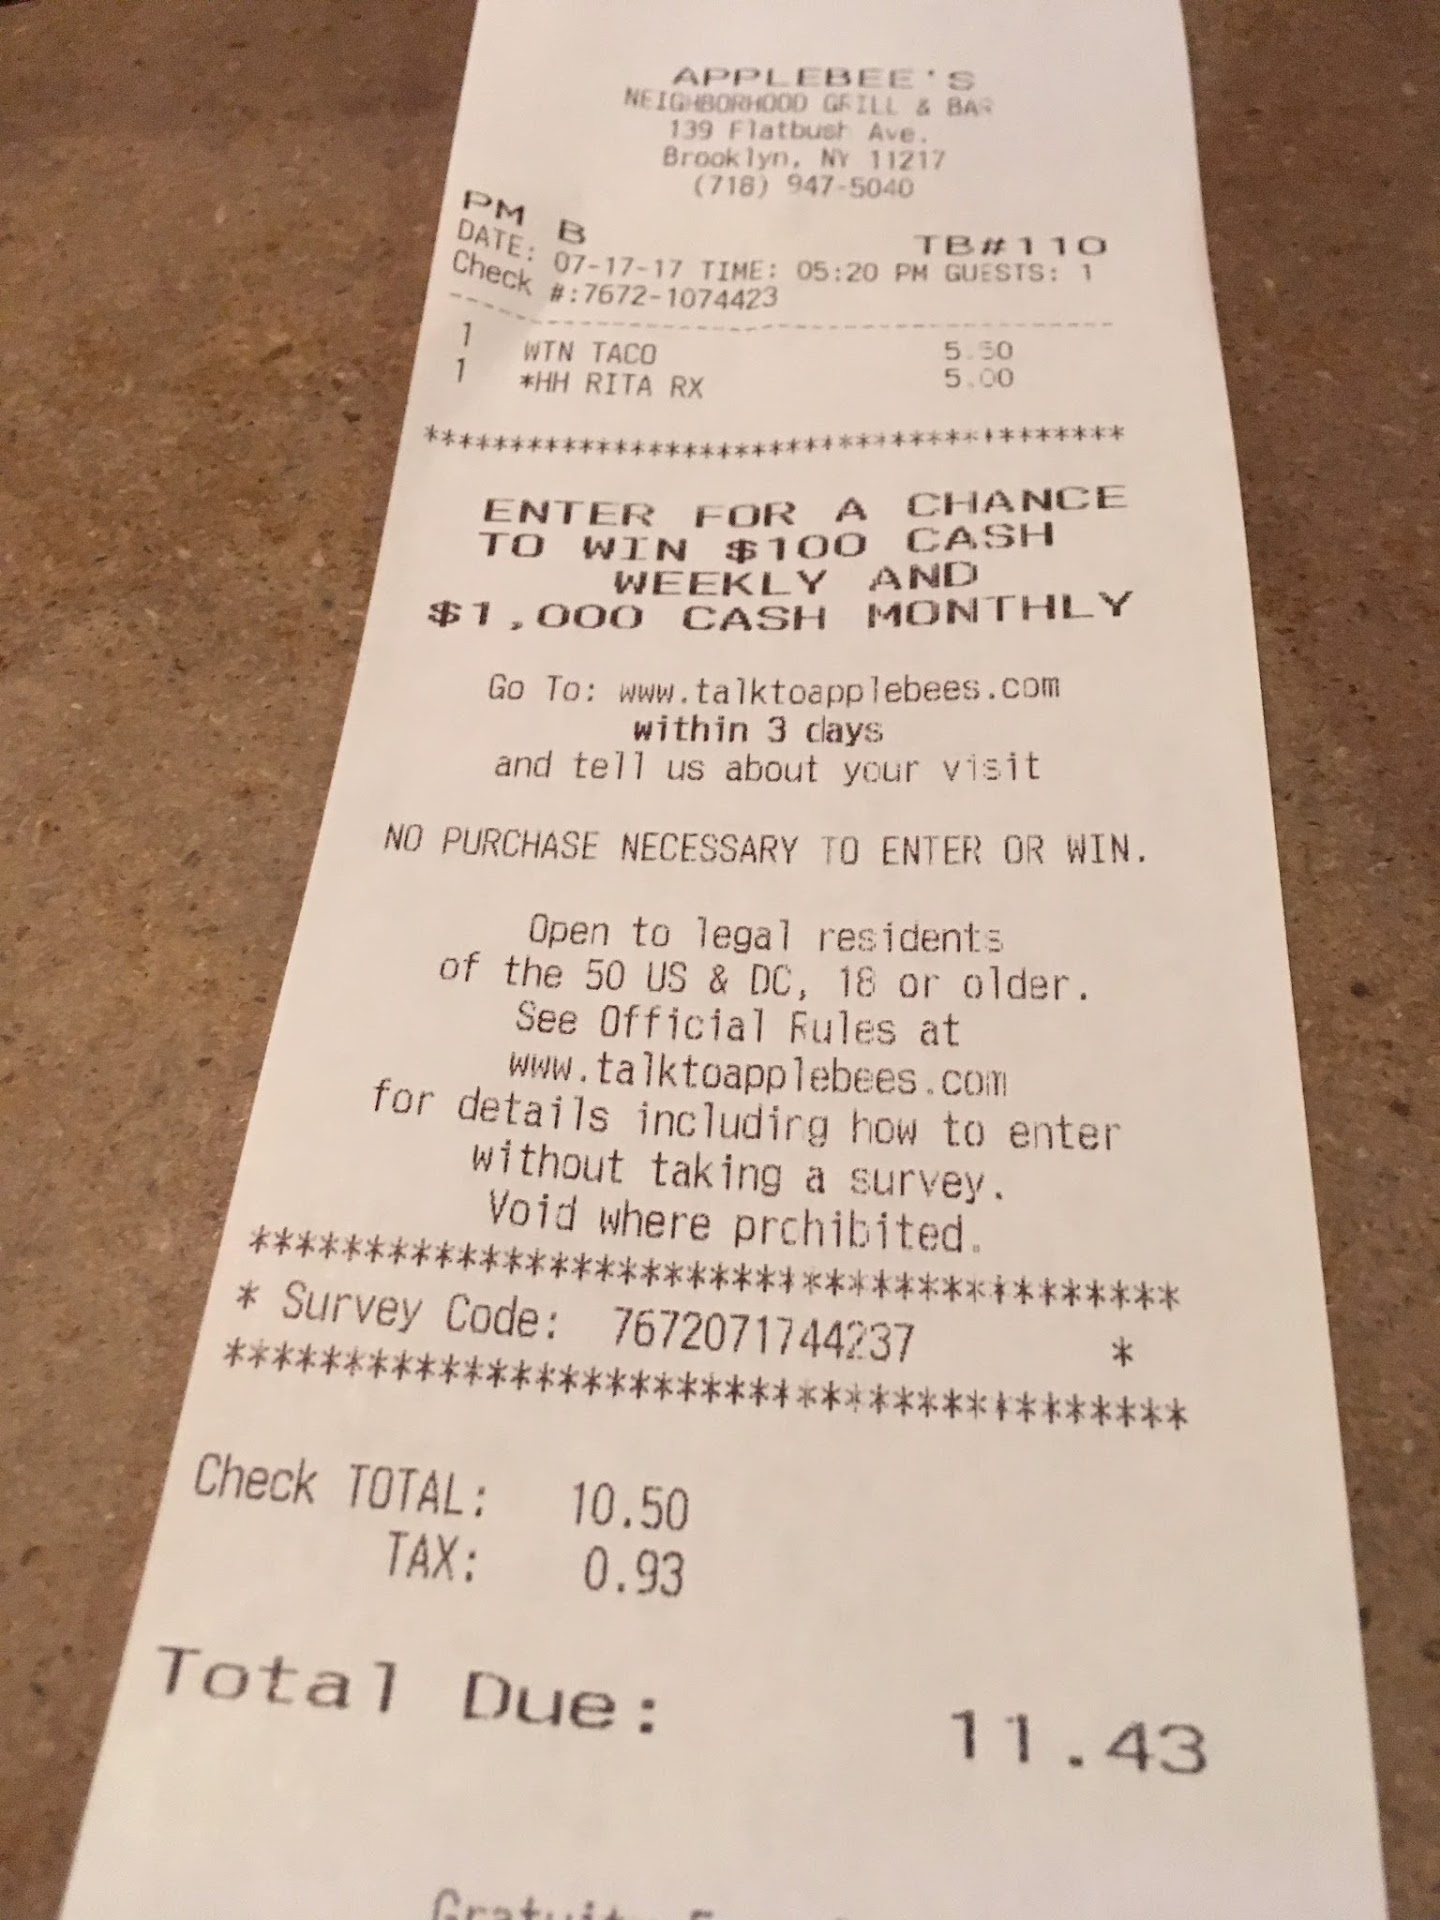 APPLEBEE'S
NEIGHBORHOOD GRILL & BAR
139 Flatbush Ave.
Brooklyn, NY 11217
(718) 947-5040
PM B TB#110
DATE: 07-17-17 TIME: 05:20 PM GUESTS: 1
Check #:7672-1074423
1 WTN TACO 5.50
1 *HH RITA RX 5.00
****************************************
ENTER FOR A CHANCE
TO WIN $100 CASH
WEEKLY AND
$1,000 CASH MONTHLY
Go To: www.talktoapplebees.com
within 3 days
and tell us about your visit
NO PURCHASE NECESSARY TO ENTER OR WIN.
Open to legal residents
of the 50 US & DC, 18 or older.
See Official Rules at
www.talktoapplebees.com
for details including how to enter
without taking a survey.
Void where prohibited.
****************************************
* Survey Code: 7672071744237 *
****************************************
Check TOTAL: 10.50
TAX: 0.93
Total Due: 11.43